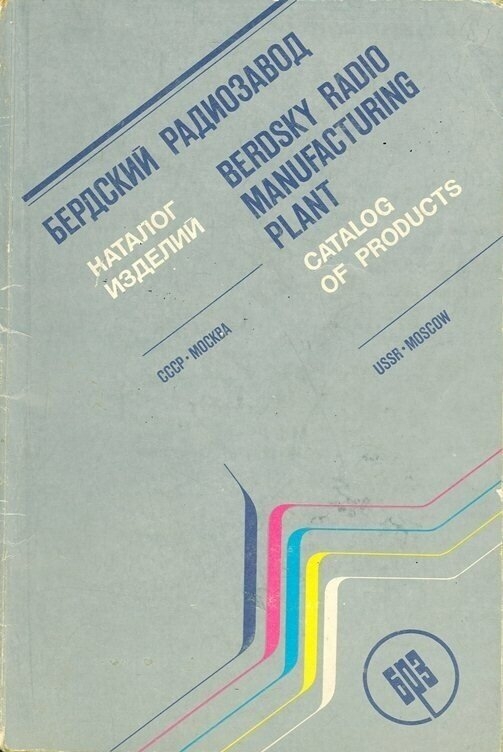 БЕРДСКИЙ РАДИОЗАВОД
КАТАЛОГ
ИЗДЕЛИЙ
СССР · МОСКВА
BERDSKY RADIO
MANUFACTURING
PLANT
CATALOG
OF PRODUCTS
USSR · MOSCOW
БРЗ